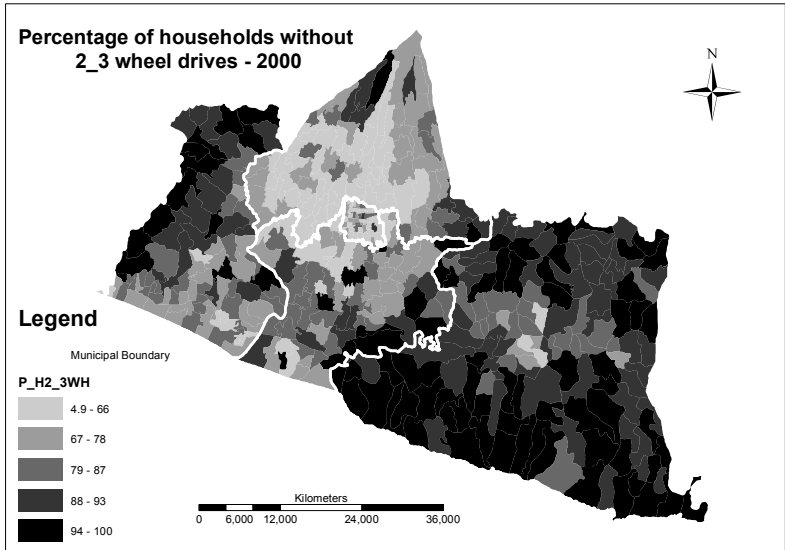 Percentage of households without
2_3 wheel drives - 2000
N
Legend
Municipal Boundary
P_H2_3WH
4.9 - 66
67 - 78
79 - 87
88 - 93
94 - 100
Kilometers
0 6,000 12,000 24,000 36,000